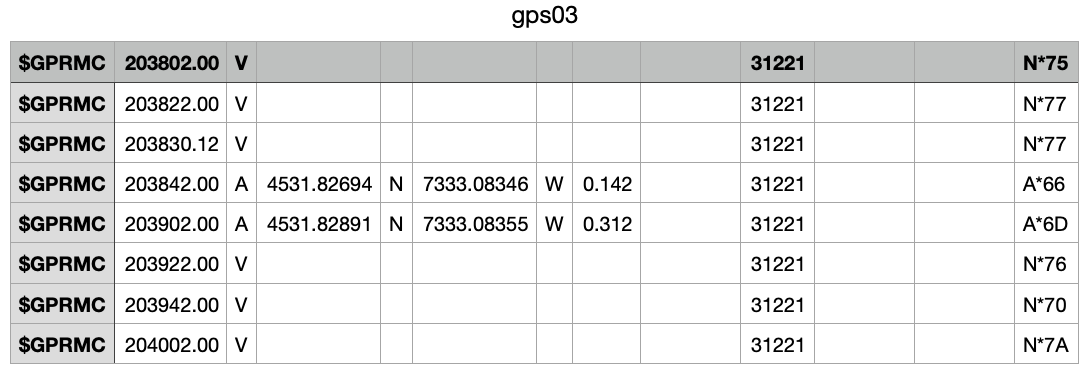 gps03
$GPRMC 203802.00 V 31221 N*75
$GPRMC 203822.00 V 31221 N*77
$GPRMC 203830.12 V 31221 N*77
$GPRMC 203842.00 A 4531.82694 N 7333.08346 W 0.142 31221 A*66
$GPRMC 203902.00 A 4531.82891 N 7333.08355 W 0.312 31221 A*6D
$GPRMC 203922.00 V 31221 N*76
$GPRMC 203942.00 V 31221 N*70
$GPRMC 204002.00 V 31221 N*7A